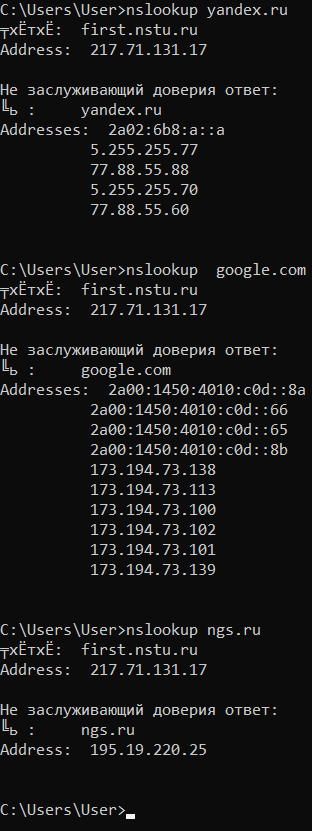 C:\Users\User>nslookup yandex.ru
╤хЁтхЁ:  first.nstu.ru
Address:  217.71.131.17
Не заслуживающий доверия ответ:
╚ь :     yandex.ru
Addresses:  2a02:6b8:a::a
5.255.255.77
77.88.55.88
5.255.255.70
77.88.55.60
C:\Users\User>nslookup  google.com
╤хЁтхЁ:  first.nstu.ru
Address:  217.71.131.17
Не заслуживающий доверия ответ:
╚ь :     google.com
Addresses:  2a00:1450:4010:c0d::8a
2a00:1450:4010:c0d::66
2a00:1450:4010:c0d::65
2a00:1450:4010:c0d::8b
173.194.73.138
173.194.73.113
173.194.73.100
173.194.73.102
173.194.73.101
173.194.73.139
C:\Users\User>nslookup ngs.ru
╤хЁтхЁ:  first.nstu.ru
Address:  217.71.131.17
Не заслуживающий доверия ответ:
╚ь :     ngs.ru
Address:  195.19.220.25
C:\Users\User>